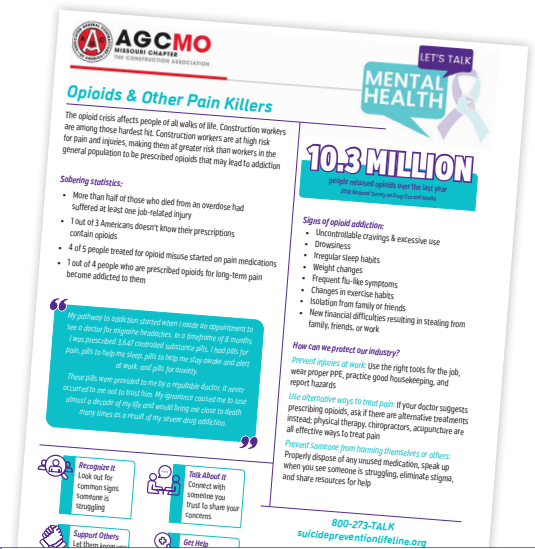 AGCMO
MISSOURI CHAPTER
THE CONSTRUCTION ASSOCIATION
LET'S TALK
MENTAL
HEALTH
Opioids & Other Pain Killers
The opioid crisis affects people of all walks of life. Construction workers
are among those hardest hit. Construction workers are at high risk
for pain and injuries, making them at greater risk than workers in the
general population to be prescribed opioids that may lead to addiction
Sobering statistics:
• More than half of those who died from an overdose had
suffered at least one job-related injury
• 1 out of 3 Americans don't know their prescriptions
contain opioids
• 4 of 5 people treated for opioid misuse started on pain medications
• 1 out of 4 people who are prescribed opioids for long-term pain
become addicted to them
My pathway to addiction started when I made an appointment to
see a doctor for migraine headaches. In a timeframe of 8 months
I was prescribed 3,647 controlled-substance pills. I had pills for
pain, pills to help me sleep, pills to help me stay awake and alert
at work, and pills for anxiety.
These pills were provided to me by a reputable doctor. It never
occurred to me not to trust him. My ignorance caused me to lose
almost a decade of my life and would bring me close to death
many times as a result of my severe drug addiction.
Recognize It
Look out for
common signs
someone is
struggling
Talk About It
Connect with
someone you
trust to share your
concerns
Support Others
Let them know you
Get Help
10.3 MILLION
people misused opioids over the last year
2018 National Survey on Drug Use and Health
Signs of opioid addiction:
• Uncontrollable cravings & excessive use
• Drowsiness
• Irregular sleep habits
• Weight changes
• Frequent flu-like symptoms
• Changes in exercise habits
• Isolation from family or friends
• New financial difficulties resulting in stealing from
family, friends, or work
How can we protect our industry?
Prevent injuries at work: Use the right tools for the job,
wear proper PPE, practice good housekeeping, and
report hazards
Use alternative ways to treat pain: If your doctor suggests
prescribing opioids, ask if there are alternative treatments
instead; physical therapy, chiropractors, acupuncture are
all effective ways to treat pain
Prevent someone from harming themselves or others:
Properly dispose of any unused medication, speak up
when you see someone is struggling, eliminate stigma,
and share resources for help
800-273-TALK
suicidepreventionlifeline.org